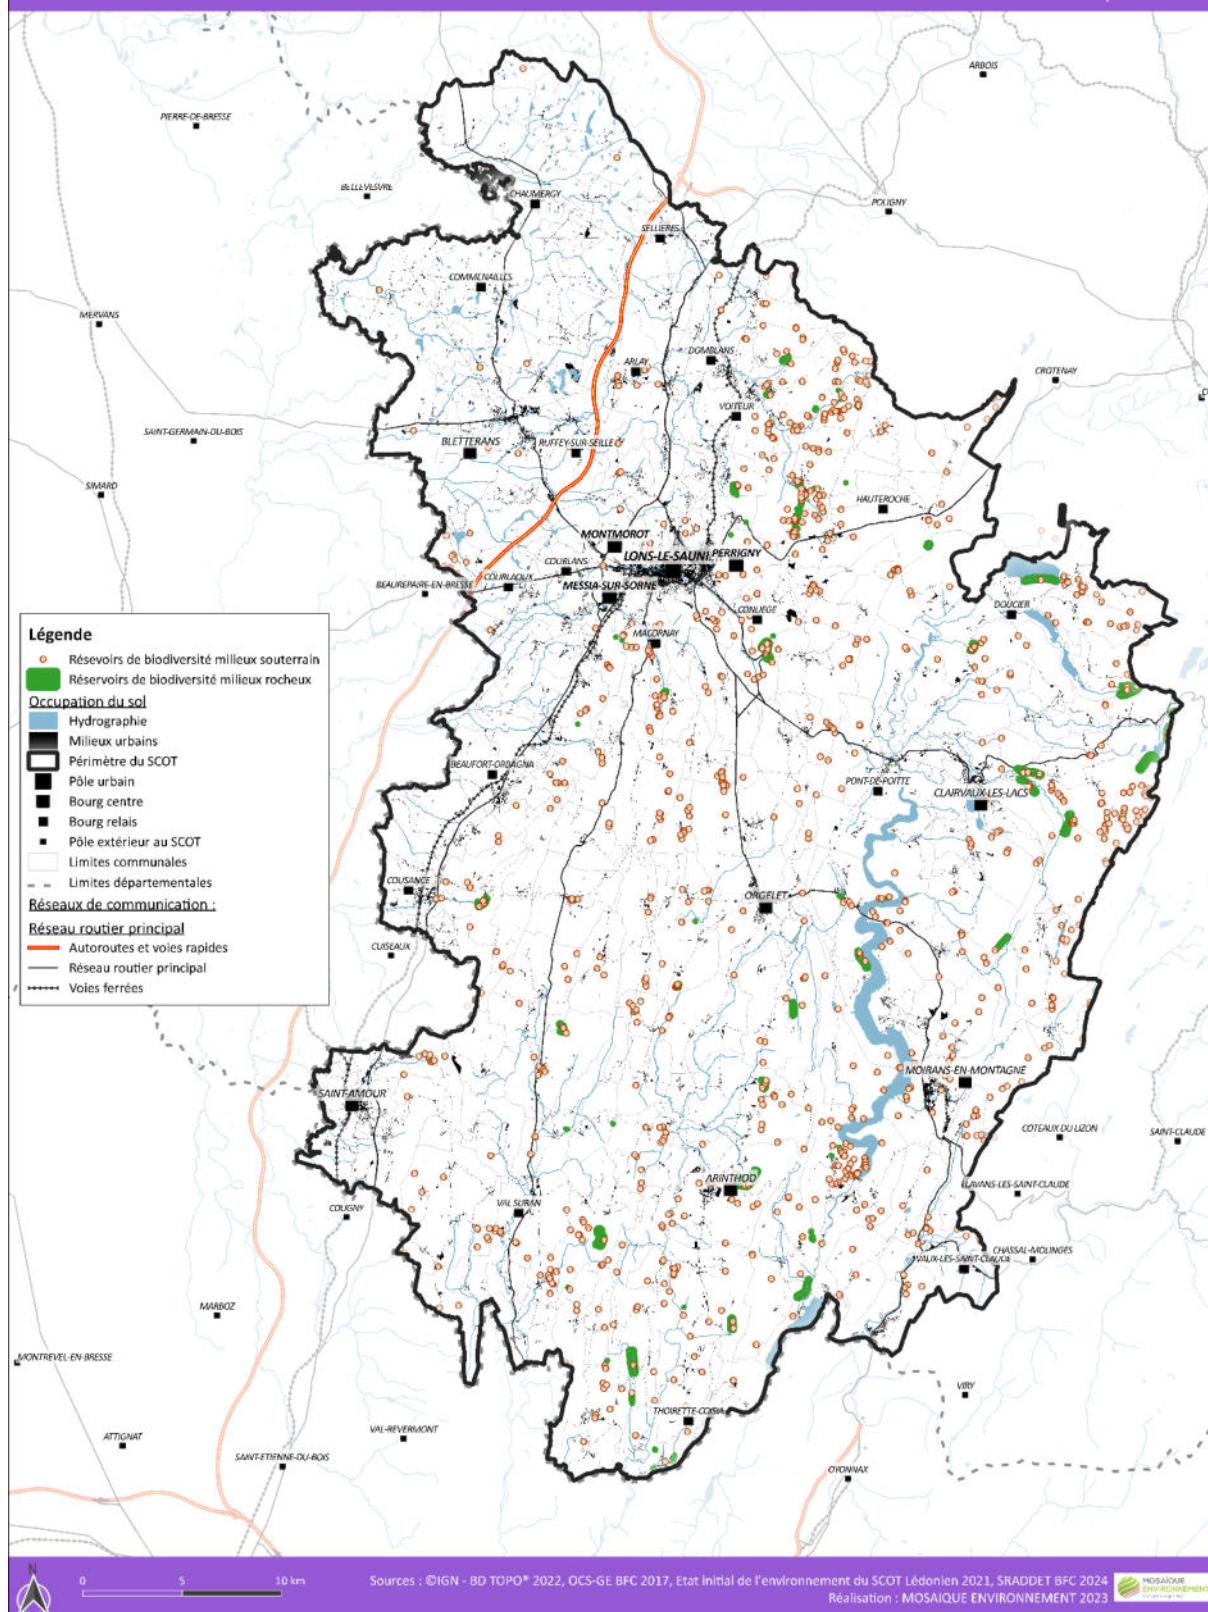 ARBOIS
PIERRE-DE-BRESSE
BELLEVESVRE
CHAUMERGY
POLIGNY
SELLIERES
COMMENAILLES
MERVANS
DOMBLANS
ARLAY
CROTENAY
VOITEUR
SAINT-GERMAIN-DU-BOIS
BLETTERANS
RUFFEY-SUR-SEILLE
SIMARD
HAUTEROCHE
MONTMOROT
LONS-LE-SAUNI
PERRIGNY
COURLANS
COURLAOUX
BEAUREPAIRE-EN-BRESSE
MESSIA-SUR-SORNE
DOUCIER
CONLIEGE
MACORNAY
Légende
Résevoirs de biodiversité milieux souterrain
Réservoirs de biodiversité milieux rocheux
Occupation du sol
Hydrographie
Milieux urbains
Périmètre du SCOT
Pôle urbain
Bourg centre
Bourg relais
Pôle extérieur au SCOT
Limites communales
Limites départementales
Réseaux de communication :
Réseau routier principal
Autoroutes et voies rapides
Réseau routier principal
Voies ferrées
BEAUFORT-ORBAGNA
PONT-DE-POITTE
CLAIRVAUX-LES-LACS
COUSANCE
ORGELET
CUISEAUX
MOIRANS-EN-MONTAGNE
SAINT-AMOUR
COTEAUX DU LIZON
SAINT-CLAUDE
ARINTHOD
LAVANS-LES-SAINT-CLAUDE
VAL SURAN
COLIGNY
CHASSAL-MOLINGES
VAUX-LES-SAINT-CLAUDE
MARBOZ
MONTREVEL-EN-BRESSE
VIRY
THOIRETTE-COISIA
VAL-REVERMONT
ATTIGNAT
SAINT-ETIENNE-DU-BOIS
OYONNAX
N
0 5 10 km
Sources : ©IGN - BD TOPO® 2022, OCS-GE BFC 2017, Etat initial de l'environnement du SCOT Lédonien 2021, SRADDET BFC 2024
Réalisation : MOSAIQUE ENVIRONNEMENT 2023
MOSAÏQUE
ENVIRONNEMENT